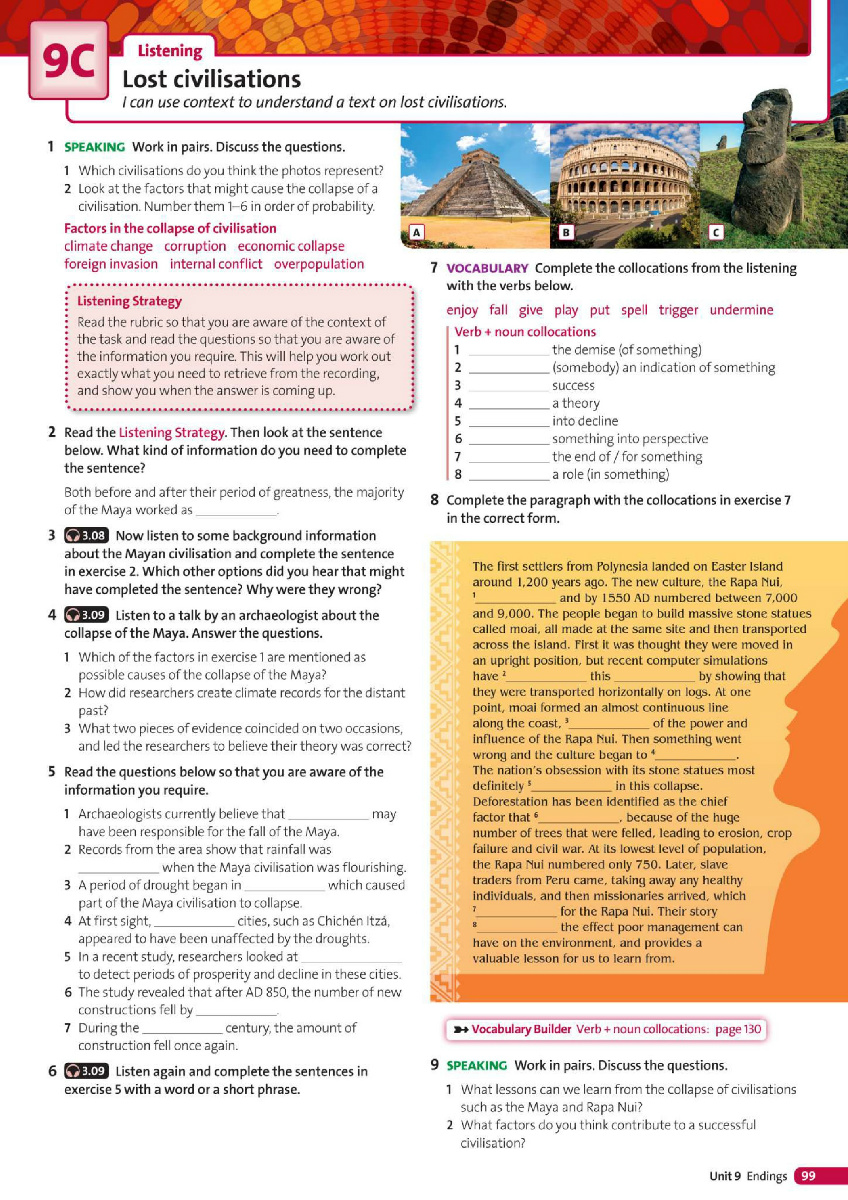 9C
Listening
Lost civilisations
I can use context to understand a text on lost civilisations.
1 SPEAKING Work in pairs. Discuss the questions.
1 Which civilisations do you think the photos represent?
2 Look at the factors that might cause the collapse of a
civilisation. Number them 1–6 in order of probability.
Factors in the collapse of civilisation
climate change corruption economic collapse
foreign invasion internal conflict overpopulation
Listening Strategy
Read the rubric so that you are aware of the context of
the task and read the questions so that you are aware of
the information you require. This will help you work out
exactly what you need to retrieve from the recording,
and show you when the answer is coming up.
2 Read the Listening Strategy. Then look at the sentence
below. What kind of information do you need to complete
the sentence?
Both before and after their period of greatness, the majority
of the Maya worked as ____________.
3 3.08 Now listen to some background information
about the Mayan civilisation and complete the sentence
in exercise 2. Which other options did you hear that might
have completed the sentence? Why were they wrong?
4 3.09 Listen to a talk by an archaeologist about the
collapse of the Maya. Answer the questions.
1 Which of the factors in exercise 1 are mentioned as
possible causes of the collapse of the Maya?
2 How did researchers create climate records for the distant
past?
3 What two pieces of evidence coincided on two occasions,
and led the researchers to believe their theory was correct?
5 Read the questions below so that you are aware of the
information you require.
1 Archaeologists currently believe that ____________ may
have been responsible for the fall of the Maya.
2 Records from the area show that rainfall was
____________ when the Maya civilisation was flourishing.
3 A period of drought began in ____________ which caused
part of the Maya civilisation to collapse.
4 At first sight, ____________ cities, such as Chichén Itzá,
appeared to have been unaffected by the droughts.
5 In a recent study, researchers looked at _______________
to detect periods of prosperity and decline in these cities.
6 The study revealed that after AD 850, the number of new
constructions fell by ____________.
7 During the ____________ century, the amount of
construction fell once again.
6 3.09 Listen again and complete the sentences in
exercise 5 with a word or a short phrase.
A
B
C
7 VOCABULARY Complete the collocations from the listening
with the verbs below.
enjoy fall give play put spell trigger undermine
Verb + noun collocations
1 ____________ the demise (of something)
2 ____________ (somebody) an indication of something
3 ____________ success
4 ____________ a theory
5 ____________ into decline
6 ____________ something into perspective
7 ____________ the end of / for something
8 ____________ a role (in something)
8 Complete the paragraph with the collocations in exercise 7
in the correct form.
The first settlers from Polynesia landed on Easter Island
around 1,200 years ago. The new culture, the Rapa Nui,
1____________ and by 1550 AD numbered between 7,000
and 9,000. The people began to build massive stone statues
called moai, all made at the same site and then transported
across the island. First it was thought they were moved in
an upright position, but recent computer simulations
have 2____________ this ____________ by showing that
they were transported horizontally on logs. At one
point, moai formed an almost continuous line
along the coast, 3____________ of the power and
influence of the Rapa Nui. Then something went
wrong and the culture began to 4____________.
The nation's obsession with its stone statues most
definitely 5____________ in this collapse.
Deforestation has been identified as the chief
factor that 6____________, because of the huge
number of trees that were felled, leading to erosion, crop
failure and civil war. At its lowest level of population,
the Rapa Nui numbered only 750. Later, slave
traders from Peru came, taking away any healthy
individuals, and then missionaries arrived, which
7____________ for the Rapa Nui. Their story
8____________ the effect poor management can
have on the environment, and provides a
valuable lesson for us to learn from.
Vocabulary Builder Verb + noun collocations: page 130
9 SPEAKING Work in pairs. Discuss the questions.
1 What lessons can we learn from the collapse of civilisations
such as the Maya and Rapa Nui?
2 What factors do you think contribute to a successful
civilisation?
Unit 9 Endings 99